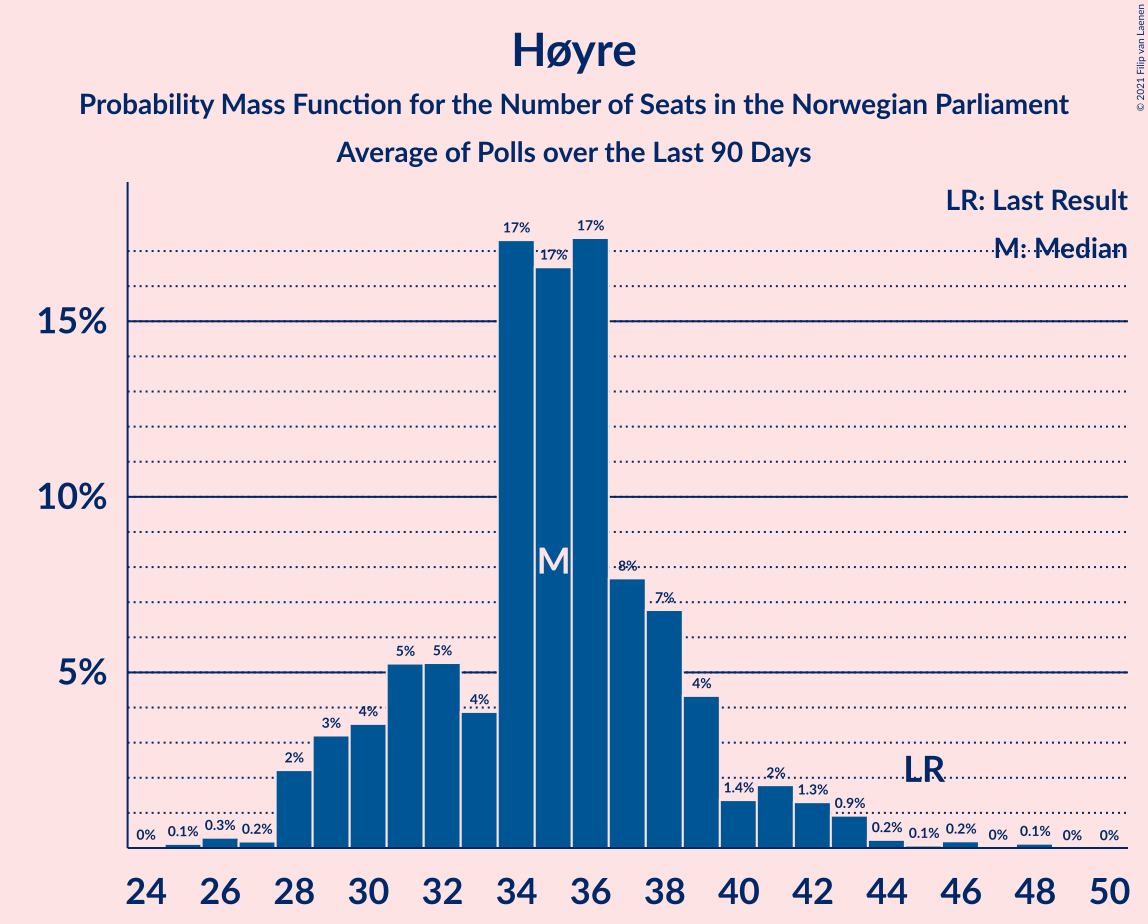 Høyre
Probability Mass Function for the Number of Seats in the Norwegian Parliament
Average of Polls over the Last 90 Days
© 2021 Filip van Laenen
LR: Last Result
M: Median
15%
10%
5%
0% 0.1% 0.3% 0.2% 2% 3% 4% 5% 5% 4% 17% 17% 17% 8% 7% 4% 1.4% 2% 1.3% 0.9% 0.2% 0.1% 0.2% 0% 0.1% 0% 0%
M
LR
24 26 28 30 32 34 36 38 40 42 44 46 48 50